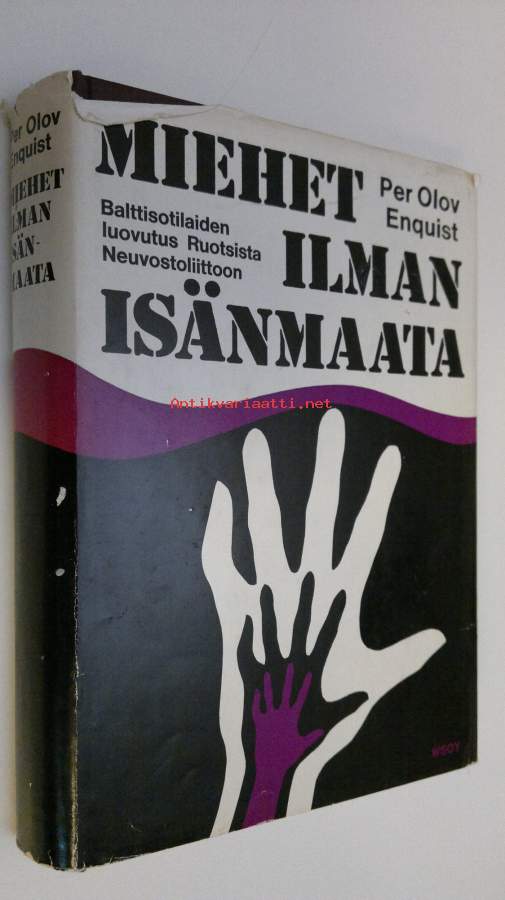 Per Olov
Enquist
MIEHET
ILMAN
ISÄN-
MAATA
MIEHET
Per Olov
Enquist
Balttisotilaiden
luovutus Ruotsista
Neuvostoliittoon
ILMAN
ISÄNMAATA
Antikvariaatti.net
WSOY